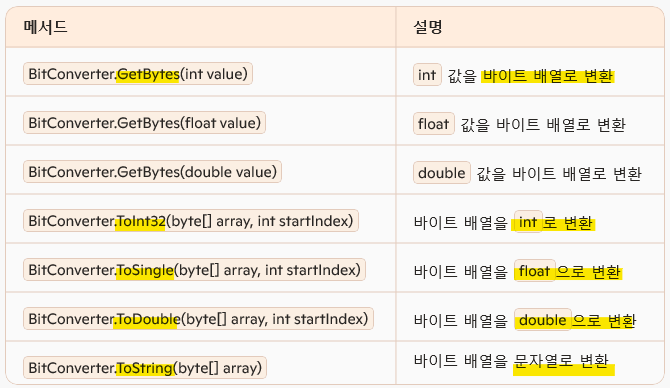 메서드 설명
BitConverter.GetBytes(int value) int 값을 바이트 배열로 변환
BitConverter.GetBytes(float value) float 값을 바이트 배열로 변환
BitConverter.GetBytes(double value) double 값을 바이트 배열로 변환
BitConverter.ToInt32(byte[] array, int startIndex) 바이트 배열을 int 로 변환
BitConverter.ToSingle(byte[] array, int startIndex) 바이트 배열을 float 으로 변환
BitConverter.ToDouble(byte[] array, int startIndex) 바이트 배열을 double 으로 변환
BitConverter.ToString(byte[] array) 바이트 배열을 문자열로 변환